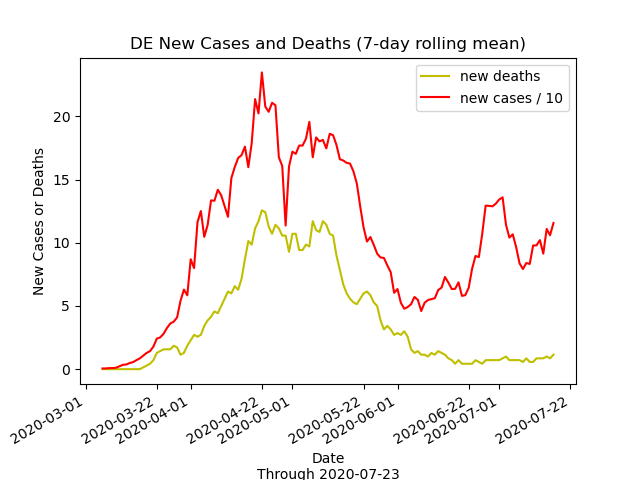 DE New Cases and Deaths (7-day rolling mean)
new deaths
new cases / 10
20
15
10
5
0
New Cases or Deaths
2020-03-01
2020-03-22
2020-04-01
2020-04-22
2020-05-01
2020-05-22
2020-06-01
2020-06-22
2020-07-01
2020-07-22
Date
Through 2020-07-23